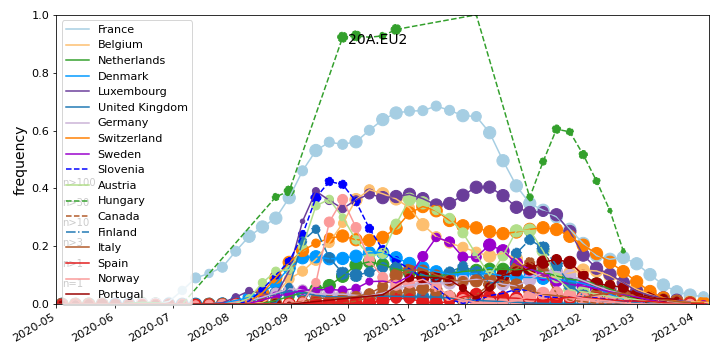 1.0
0.8
0.6
0.4
0.2
0.0
frequency
20A.EU2
France
Belgium
Netherlands
Denmark
Luxembourg
United Kingdom
Germany
Switzerland
Sweden
Slovenia
Austria
Hungary
Canada
Finland
Italy
Spain
Norway
Portugal
n>100
n>30
n>10
n>3
n>1
n=1
2020-05
2020-06
2020-07
2020-08
2020-09
2020-10
2020-11
2020-12
2021-01
2021-02
2021-03
2021-04